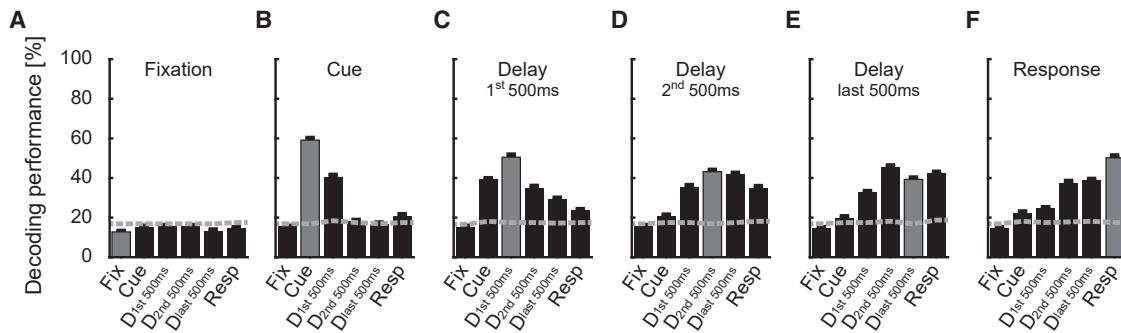 A B C D E F
Decoding performance [%]
100
80
60
40
20
0
Fixation
Fix Cue D1st 500ms D2nd 500ms Dlast 500ms Resp
Cue
Fix Cue D1st 500ms D2nd 500ms Dlast 500ms Resp
Delay
1st 500ms
Fix Cue D1st 500ms D2nd 500ms Dlast 500ms Resp
Delay
2nd 500ms
Fix Cue D1st 500ms D2nd 500ms Dlast 500ms Resp
Delay
last 500ms
Fix Cue D1st 500ms D2nd 500ms Dlast 500ms Resp
Response
Fix Cue D1st 500ms D2nd 500ms Dlast 500ms Resp